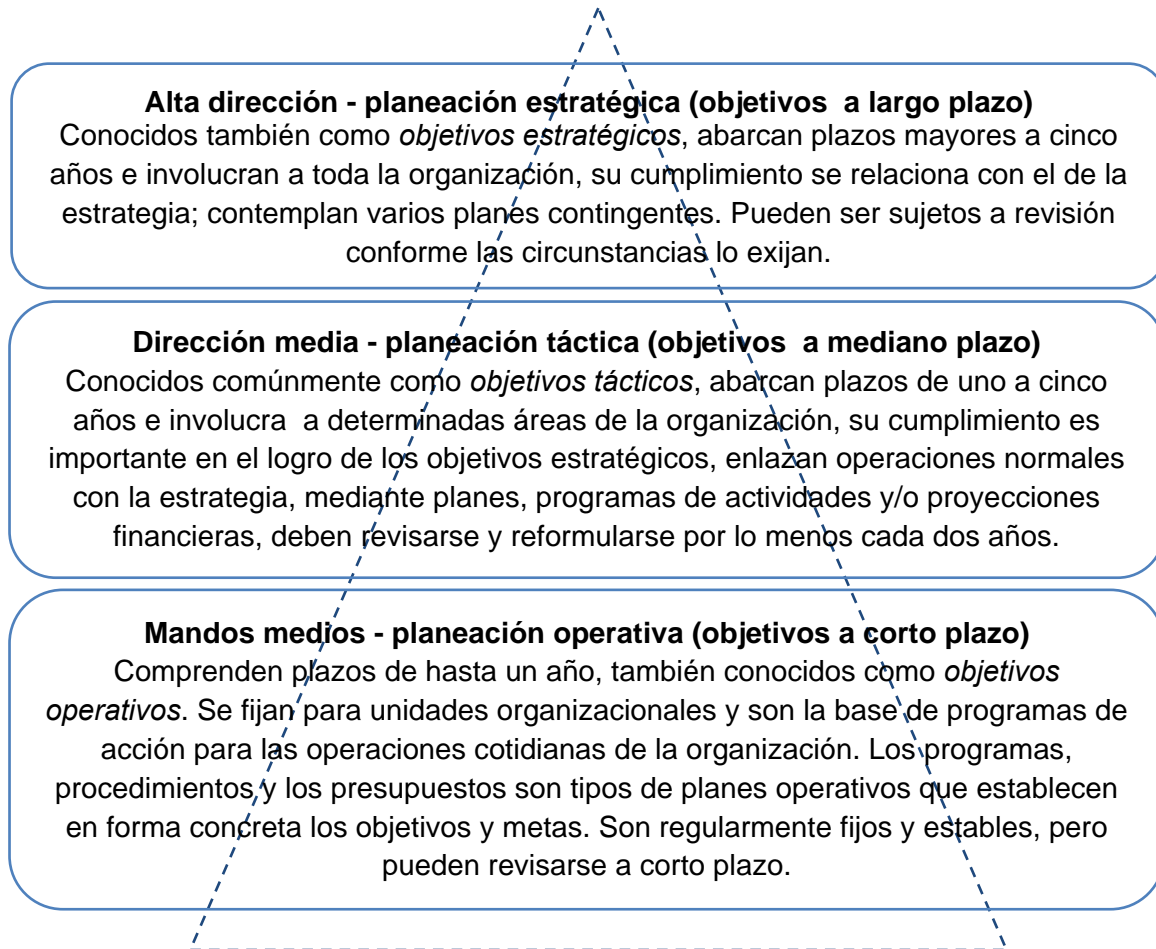 Alta dirección - planeación estratégica (objetivos  a largo plazo)
Conocidos también como objetivos estratégicos, abarcan plazos mayores a cinco
años e involucran a toda la organización, su cumplimiento se relaciona con el de la
estrategia; contemplan varios planes contingentes. Pueden ser sujetos a revisión
conforme las circunstancias lo exijan.
Dirección media - planeación táctica (objetivos  a mediano plazo)
Conocidos comúnmente como objetivos tácticos, abarcan plazos de uno a cinco
años e involucra  a determinadas áreas de la organización, su cumplimiento es
importante en el logro de los objetivos estratégicos, enlazan operaciones normales
con la estrategia, mediante planes, programas de actividades y/o proyecciones
financieras, deben revisarse y reformularse por lo menos cada dos años.
Mandos medios - planeación operativa (objetivos a corto plazo)
Comprenden plazos de hasta un año, también conocidos como objetivos
operativos. Se fijan para unidades organizacionales y son la base de programas de
acción para las operaciones cotidianas de la organización. Los programas,
procedimientos y los presupuestos son tipos de planes operativos que establecen
en forma concreta los objetivos y metas. Son regularmente fijos y estables, pero
pueden revisarse a corto plazo.